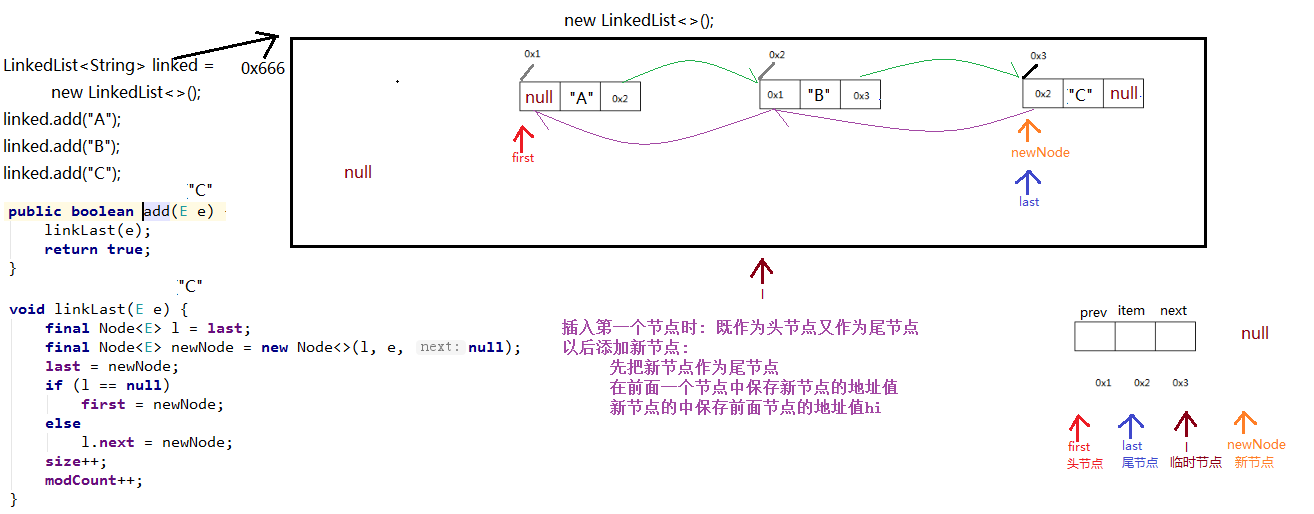 new LinkedList<>();
LinkedList<String> linked = 0x666
new LinkedList<>();
linked.add("A");
linked.add("B");
linked.add("C");
"C"
public boolean add(E e)
linkLast(e);
return true;
}
"C"
void linkLast(E e) {
final Node<E> l = last;
final Node<E> newNode = new Node<>(l, e, next: null);
last = newNode;
if (l == null)
first = newNode;
else
l.next = newNode;
size++;
modCount++;
}
0x1
null "A" 0x2
first
0x2
0x1 "B" 0x3
0x3
0x2 "C" null
newNode
last
null
l
插入第一个节点时: 既作为头节点又作为尾节点
以后添加新节点:
先把新节点作为尾节点
在前面一个节点中保存新节点的地址值
新节点的中保存前面节点的地址值hi
prev item next
null
0x1 0x2 0x3
first last l newNode
头节点 尾节点 临时节点 新节点